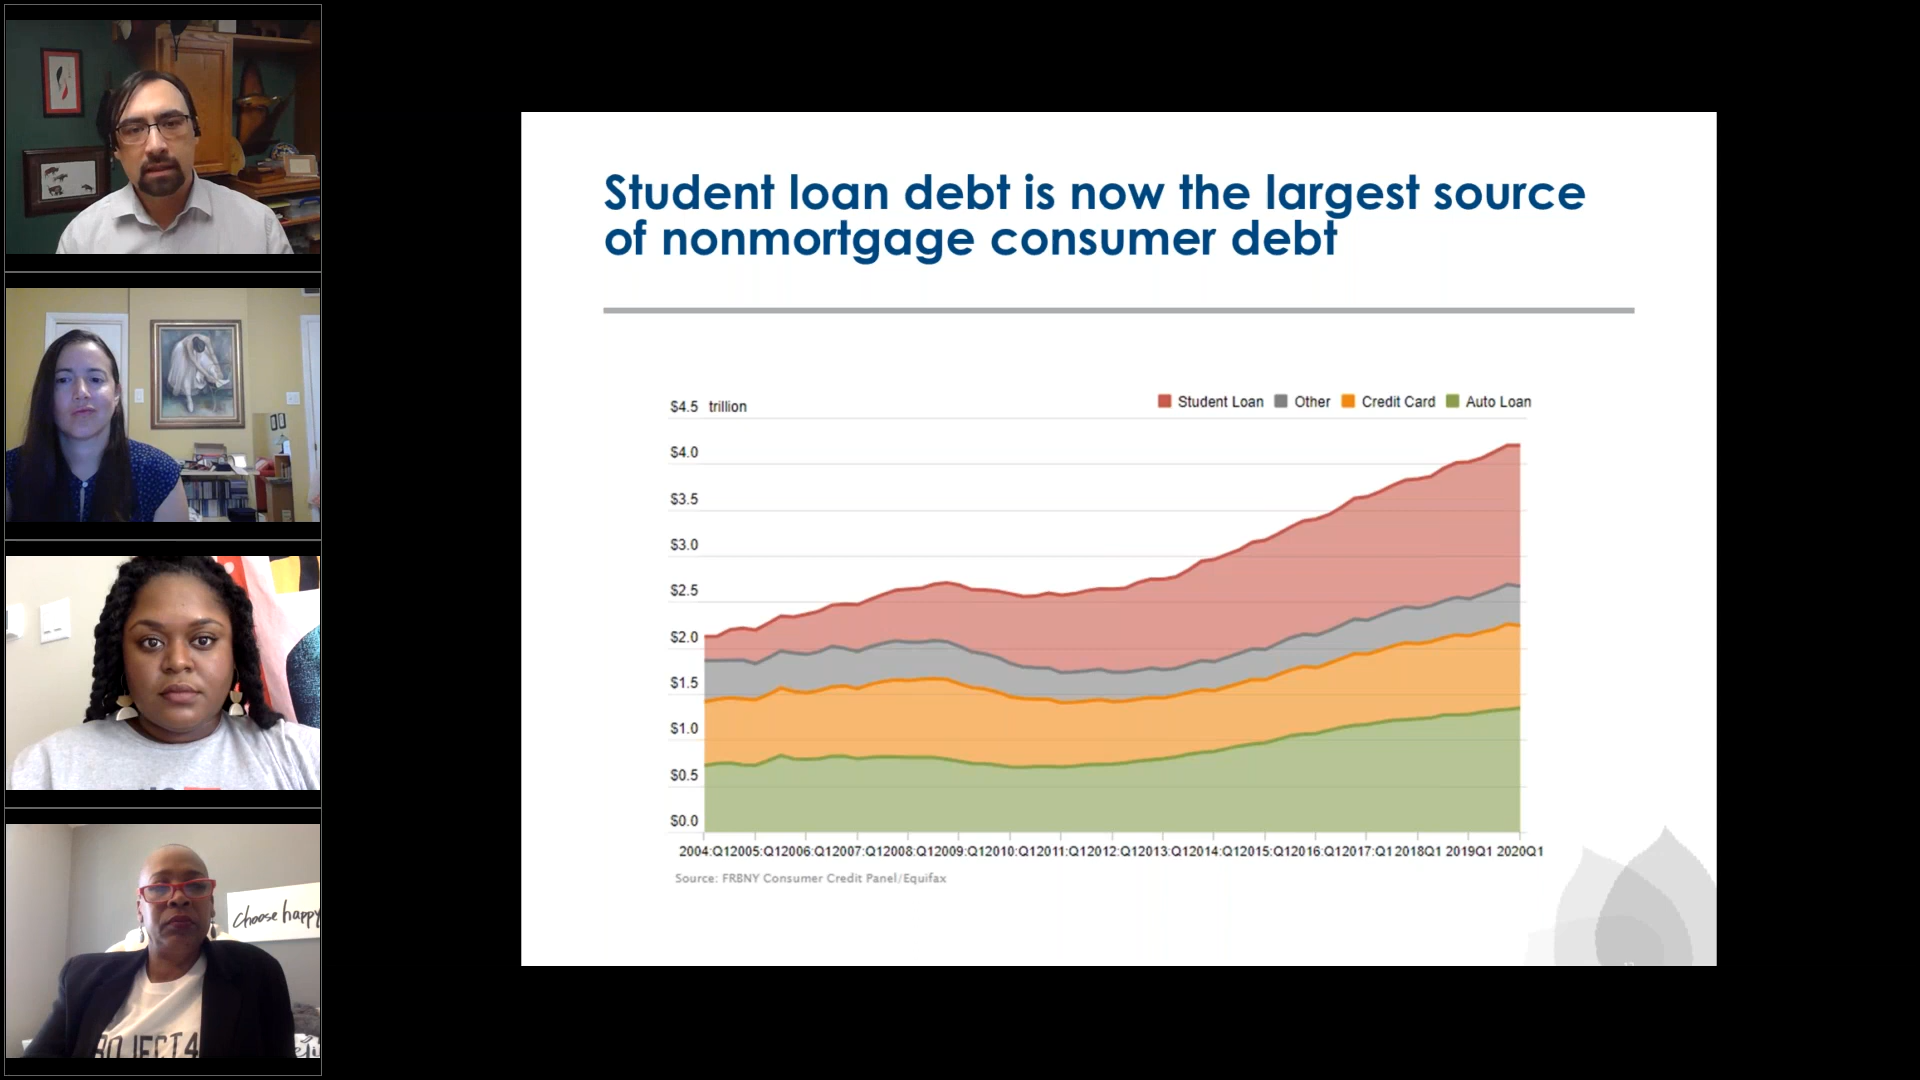 Student loan debt is now the largest source
of nonmortgage consumer debt
$4.5 trillion
Student Loan Other Credit Card Auto Loan
$4.0
$3.5
$3.0
$2.5
$2.0
$1.5
$1.0
$0.5
$0.0
2004:Q12005:Q12006:Q12007:Q12008:Q12009:Q12010:Q12011:Q12012:Q12013:Q12014:Q12015:Q12016:Q12017:Q1 2018Q1 2019Q1 2020Q1
Source: FRBNY Consumer Credit Panel/Equifax
choose happy